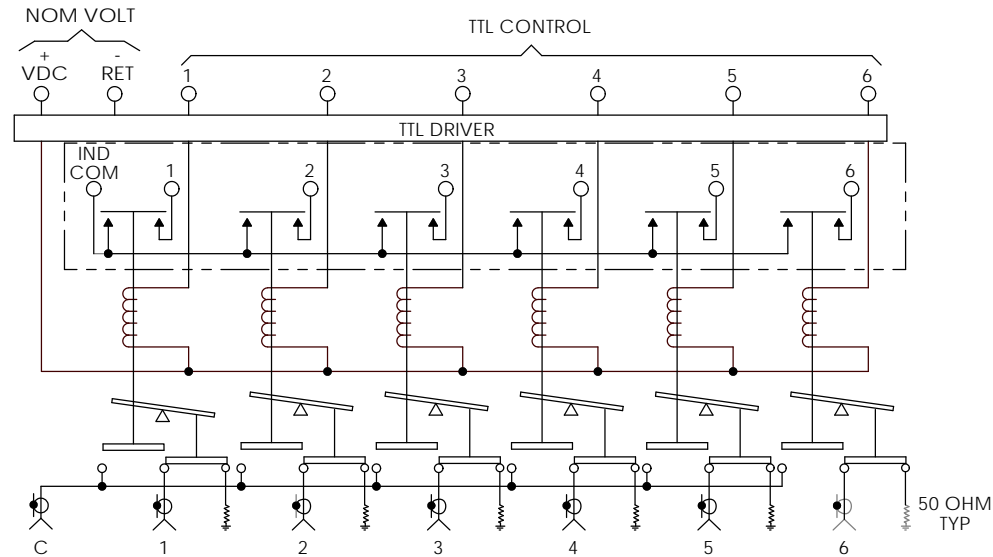 NOM VOLT
TTL CONTROL
+ -
VDC RET 1 2 3 4 5 6
TTL DRIVER
IND
COM 1 2 3 4 5 6
50 OHM
TYP
C 1 2 3 4 5 6